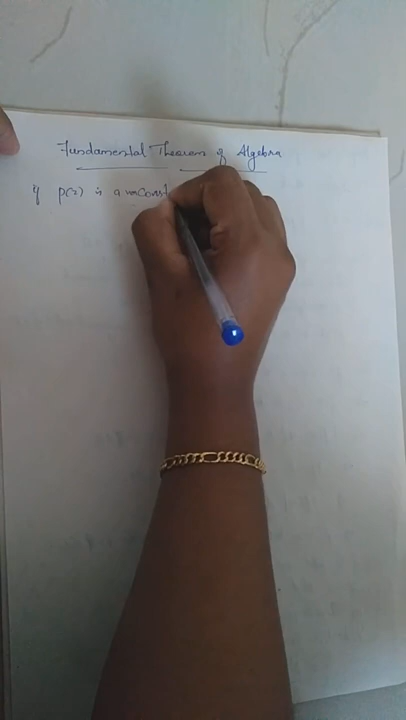 Fundamental Theorem of Algebra
if p(z) is a nonConst